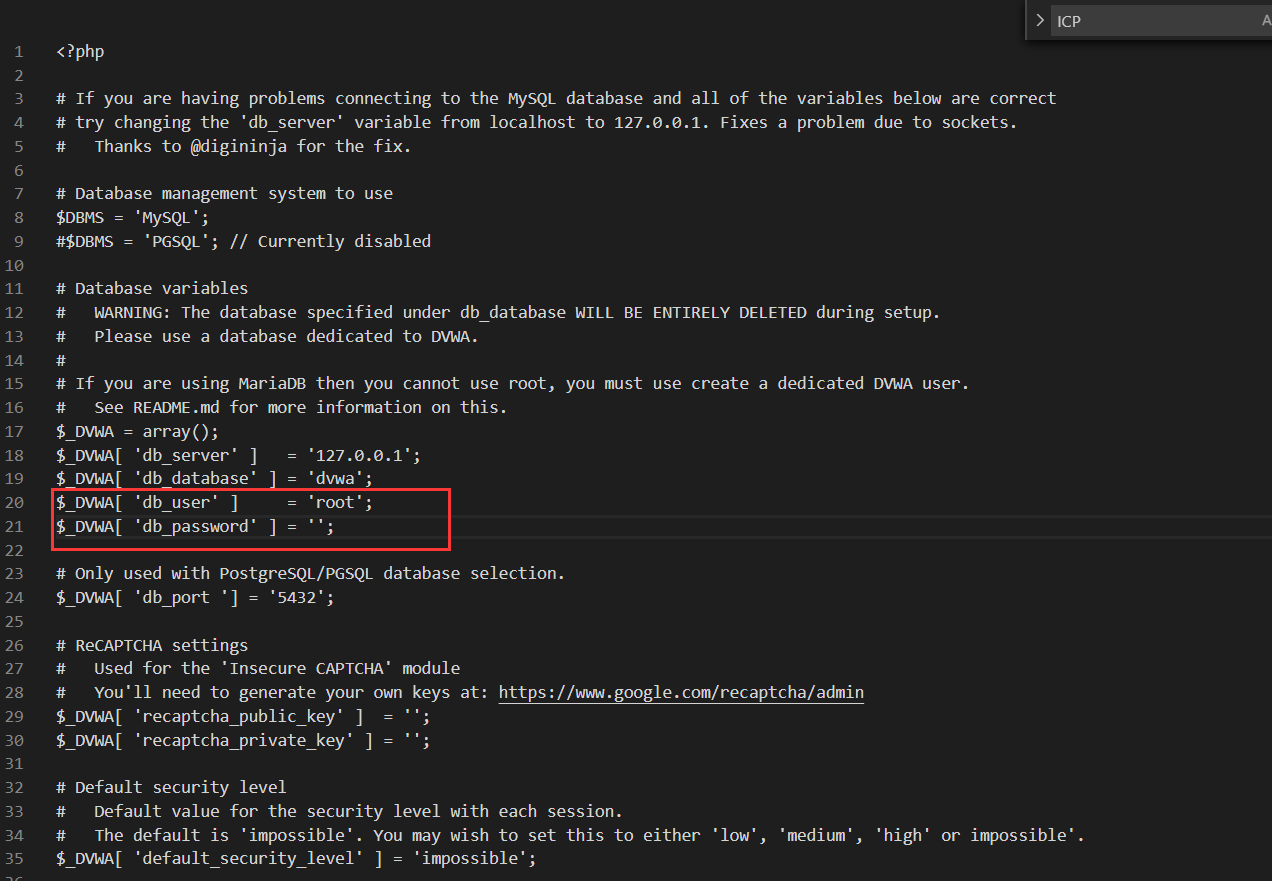 ICP
1 <?php
2
3 # If you are having problems connecting to the MySQL database and all of the variables below are correct
4 # try changing the 'db_server' variable from localhost to 127.0.0.1. Fixes a problem due to sockets.
5 #   Thanks to @digininja for the fix.
6
7 # Database management system to use
8 $DBMS = 'MySQL';
9 #$DBMS = 'PGSQL'; // Currently disabled
10
11 # Database variables
12 #   WARNING: The database specified under db_database WILL BE ENTIRELY DELETED during setup.
13 #   Please use a database dedicated to DVWA.
14 #
15 # If you are using MariaDB then you cannot use root, you must use create a dedicated DVWA user.
16 #   See README.md for more information on this.
17 $_DVWA = array();
18 $_DVWA[ 'db_server' ]   = '127.0.0.1';
19 $_DVWA[ 'db_database' ] = 'dvwa';
20 $_DVWA[ 'db_user' ]     = 'root';
21 $_DVWA[ 'db_password' ] = '';
22
23 # Only used with PostgreSQL/PGSQL database selection.
24 $_DVWA[ 'db_port '] = '5432';
25
26 # ReCAPTCHA settings
27 #   Used for the 'Insecure CAPTCHA' module
28 #   You'll need to generate your own keys at: https://www.google.com/recaptcha/admin
29 $_DVWA[ 'recaptcha_public_key' ]  = '';
30 $_DVWA[ 'recaptcha_private_key' ] = '';
31
32 # Default security level
33 #   Default value for the security level with each session.
34 #   The default is 'impossible'. You may wish to set this to either 'low', 'medium', 'high' or impossible'.
35 $_DVWA[ 'default_security_level' ] = 'impossible';